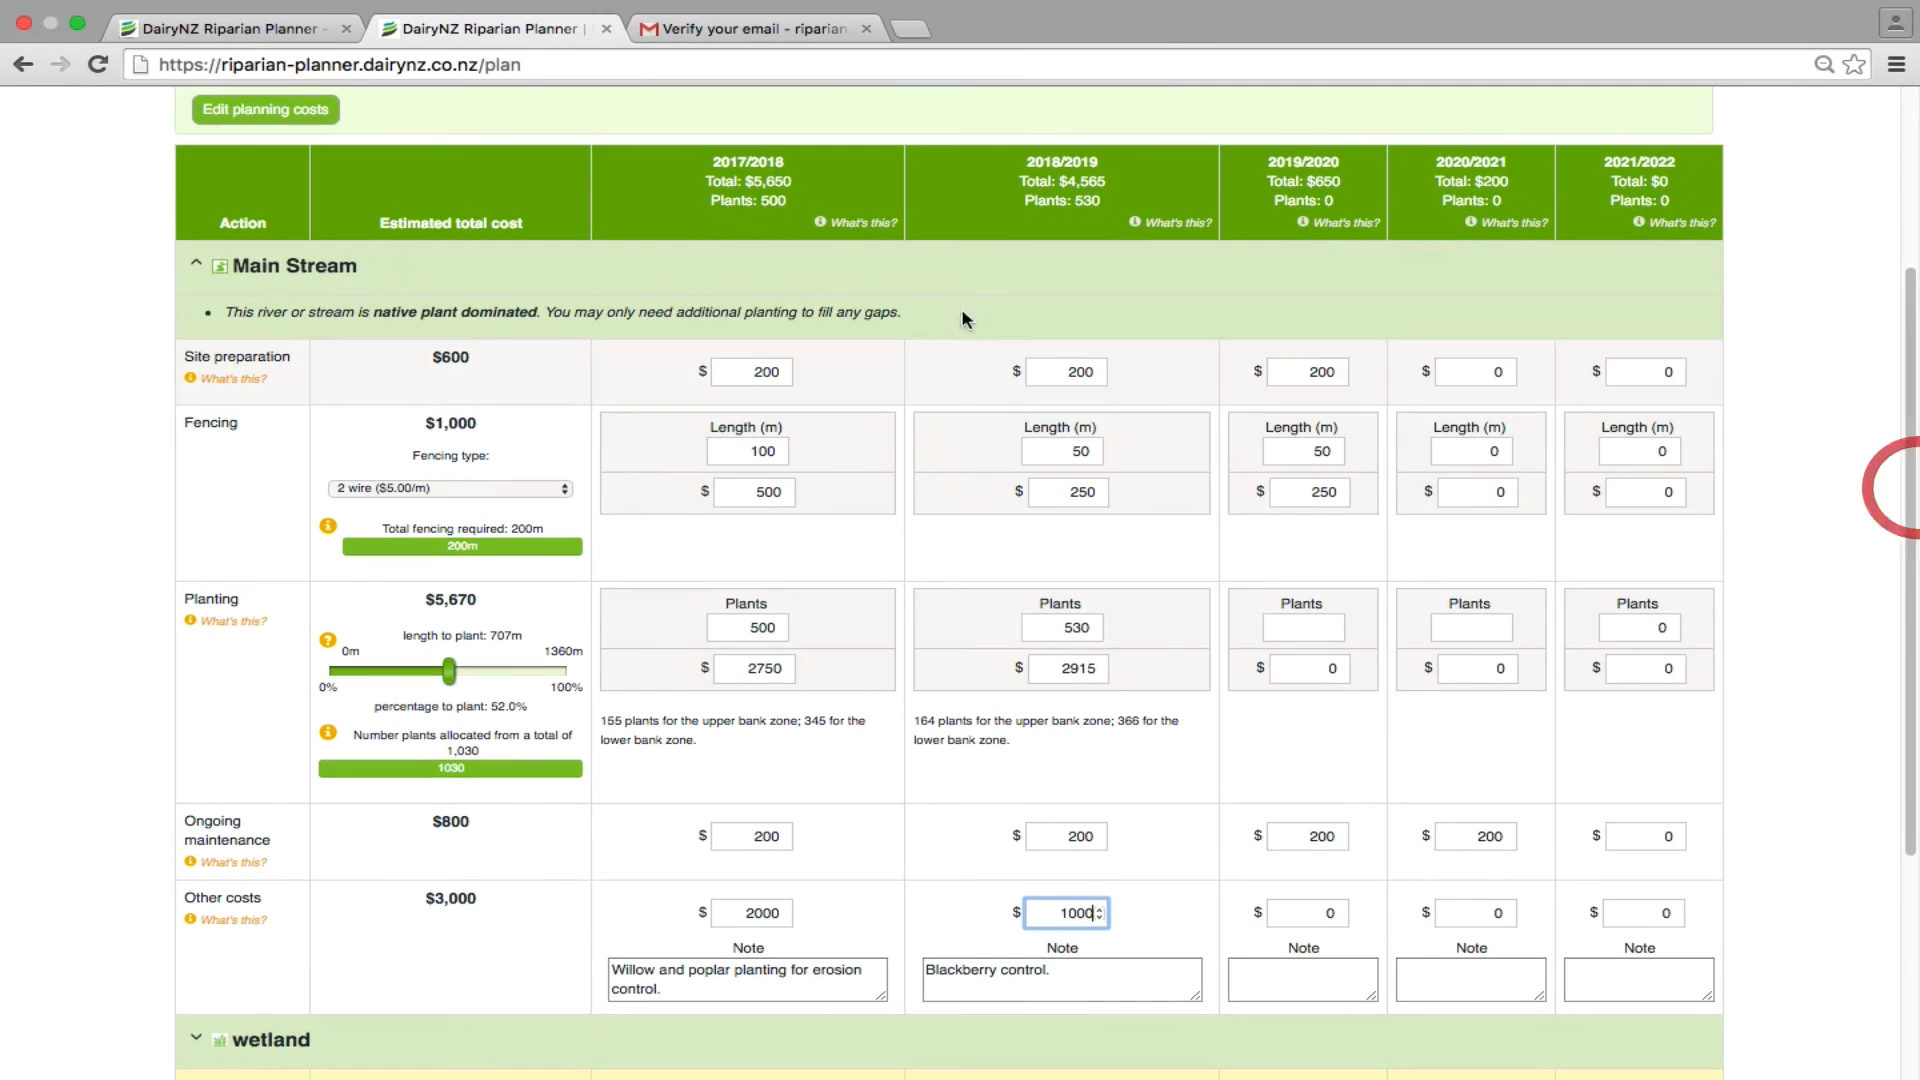 DairyNZ Riparian Planner -
DairyNZ Riparian Planner |
Verify your email - riparian
https://riparian-planner.dairynz.co.nz/plan
Edit planning costs
Action
Estimated total cost
2017/2018
Total: $5,650
Plants: 500
What's this?
2018/2019
Total: $4,565
Plants: 530
What's this?
2019/2020
Total: $650
Plants: 0
What's this?
2020/2021
Total: $200
Plants: 0
What's this?
2021/2022
Total: $0
Plants: 0
What's this?
Main Stream
• This river or stream is native plant dominated. You may only need additional planting to fill any gaps.
Site preparation
What's this?
$600
$ 200
$ 200
$ 200
$ 0
$ 0
Fencing
$1,000
Fencing type:
2 wire ($5.00/m)
Total fencing required: 200m
200m
Length (m)
100
$ 500
Length (m)
50
$ 250
Length (m)
50
$ 250
Length (m)
0
$ 0
Length (m)
0
$ 0
Planting
What's this?
$5,670
length to plant: 707m
0m 1360m
0% 100%
percentage to plant: 52.0%
Number plants allocated from a total of
1,030
1030
Plants
500
$ 2750
155 plants for the upper bank zone; 345 for the
lower bank zone.
Plants
530
$ 2915
164 plants for the upper bank zone; 366 for the
lower bank zone.
Plants
$ 0
Plants
$ 0
Plants
0
$ 0
Ongoing
maintenance
What's this?
$800
$ 200
$ 200
$ 200
$ 200
$ 0
Other costs
What's this?
$3,000
$ 2000
Note
Willow and poplar planting for erosion
control.
$ 1000
Note
Blackberry control.
$ 0
Note
$ 0
Note
$ 0
Note
wetland